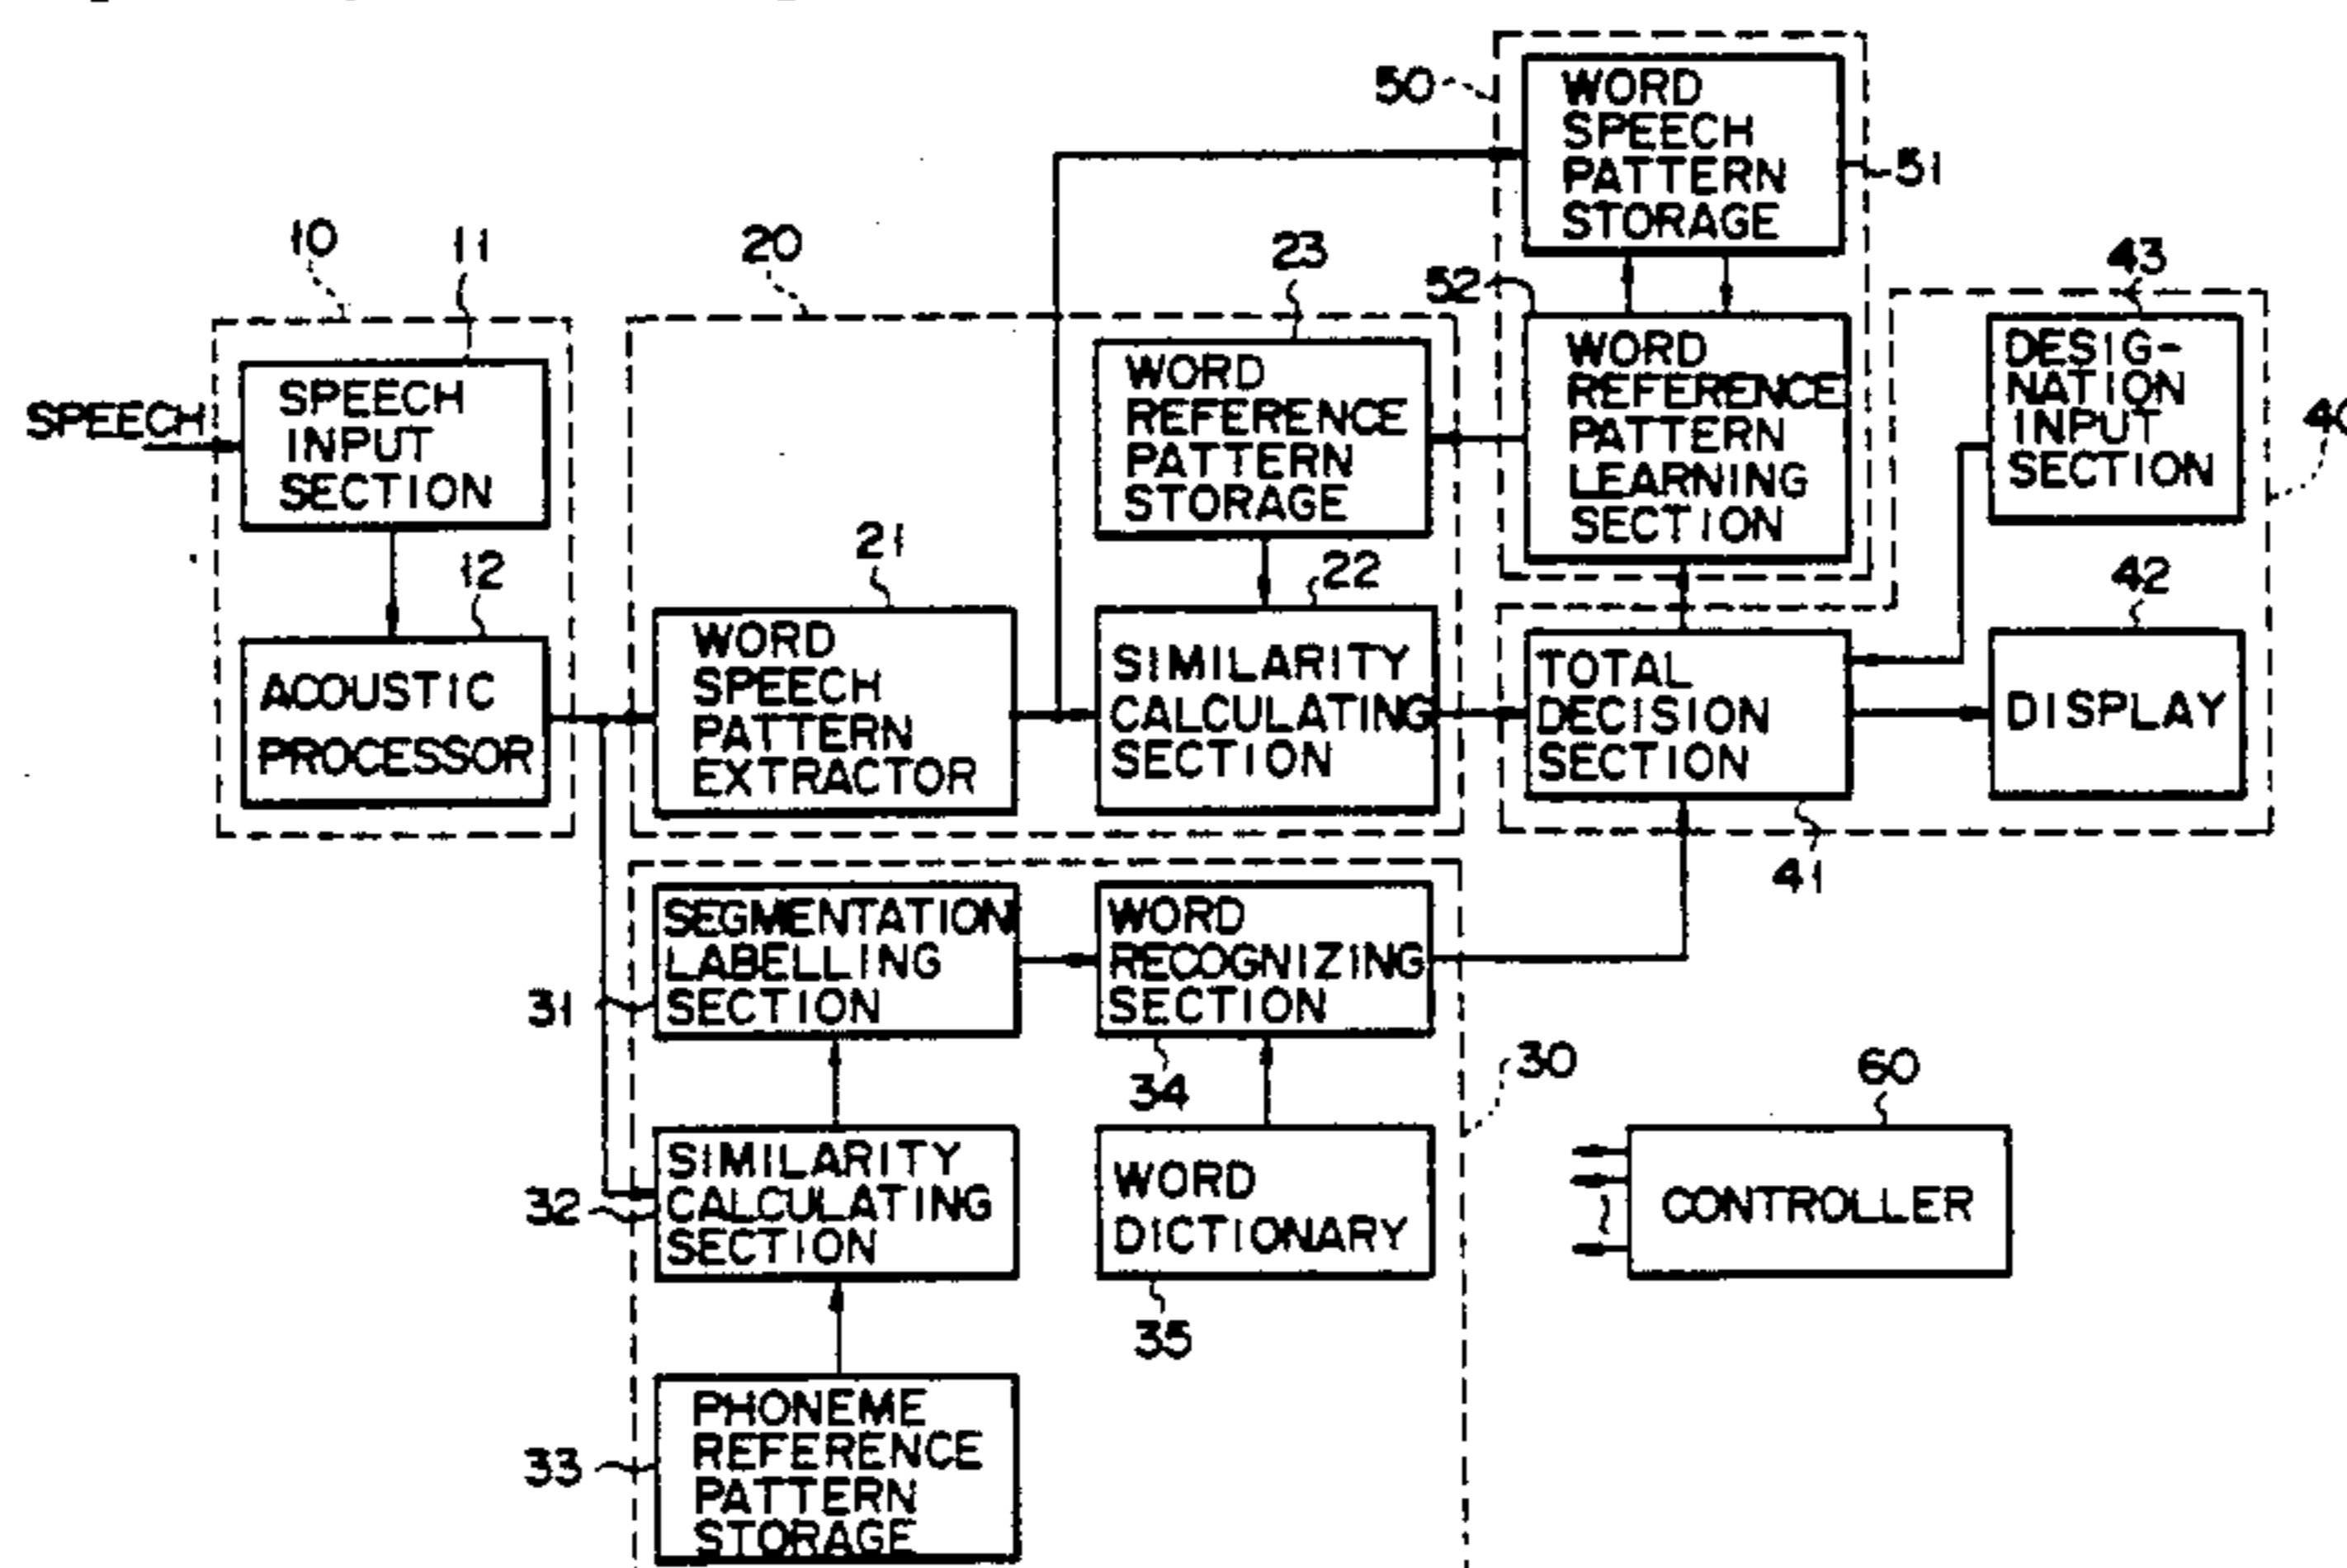 50
WORD
SPEECH
PATTERN
STORAGE
51
10
11
20
23
52
43
SPEECH
SPEECH
INPUT
SECTION
WORD
REFERENCE
PATTERN
STORAGE
WORD
REFERENCE
PATTERN
LEARNING
SECTION
DESIG-
NATION
INPUT
SECTION
40
12
21
22
42
ACOUSTIC
PROCESSOR
WORD
SPEECH
PATTERN
EXTRACTOR
SIMILARITY
CALCULATING
SECTION
TOTAL
DECISION
SECTION
DISPLAY
41
31
SEGMENTATION
LABELLING
SECTION
WORD
RECOGNIZING
SECTION
34
30
60
32
SIMILARITY
CALCULATING
SECTION
WORD
DICTIONARY
35
CONTROLLER
33
PHONEME
REFERENCE
PATTERN
STORAGE